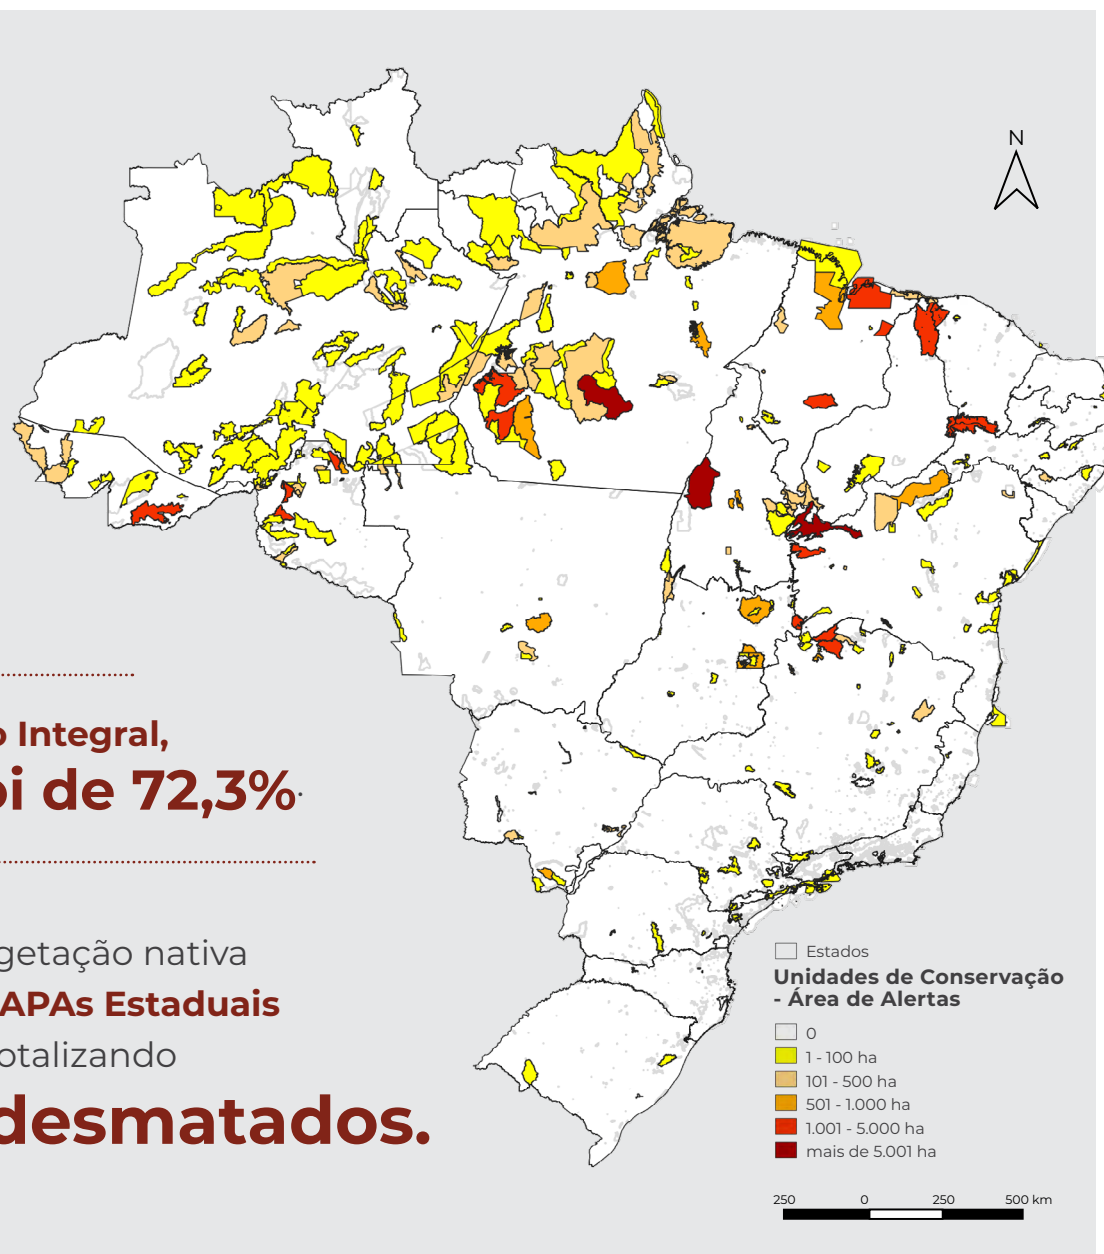 N
o Integral,
oi de 72,3%.
getação nativa
APAs Estaduais
otalizando
desmatados.
Estados
Unidades de Conservação
- Área de Alertas
0
1 - 100 ha
101 - 500 ha
501 - 1.000 ha
1.001 - 5.000 ha
mais de 5.001 ha
250 0 250 500 km